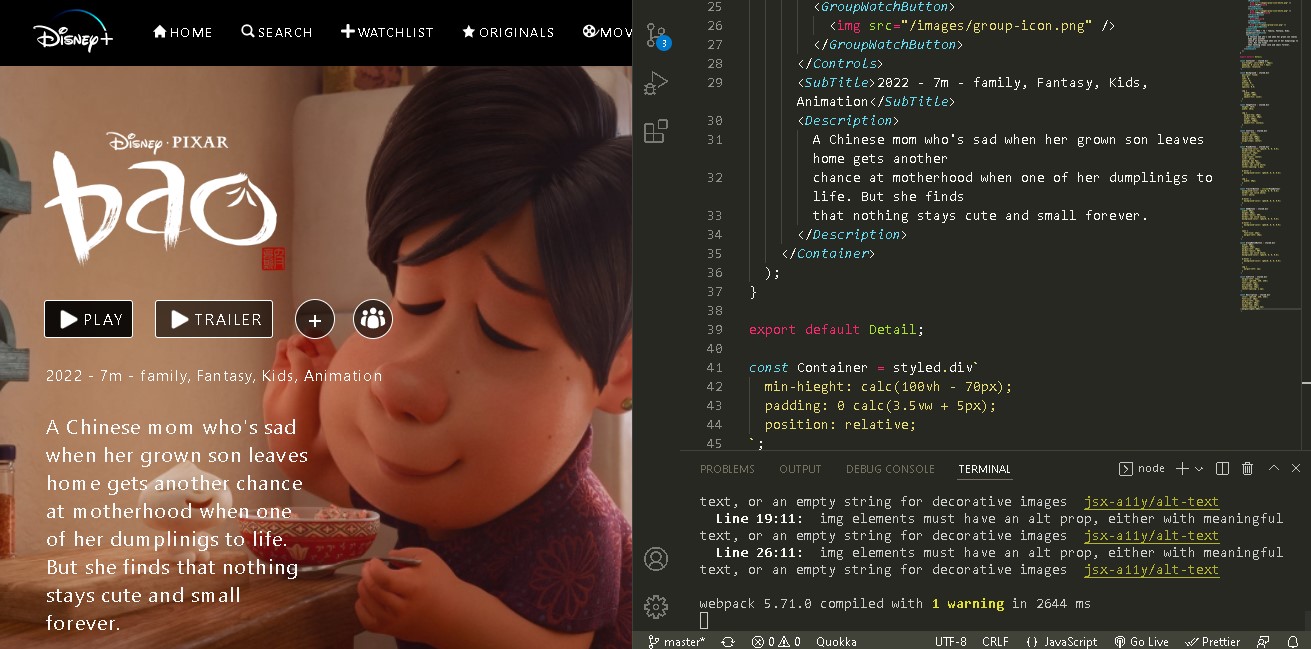 Disney+
HOME
SEARCH
WATCHLIST
ORIGINALS
MOV
Disney · PIXAR
bao
PLAY
TRAILER
+
2022 - 7m - family, Fantasy, Kids, Animation
A Chinese mom who's sad
when her grown son leaves
home gets another chance
at motherhood when one
of her dumplinigs to life.
But she finds that nothing
stays cute and small
forever.
3
25 <GroupWatchButton>
26 <img src="/images/group-icon.png" />
27 </GroupWatchButton>
28 </Controls>
29 <SubTitle>2022 - 7m - family, Fantasy, Kids,
Animation</SubTitle>
30 <Description>
31 A Chinese mom who's sad when her grown son leaves
home gets another
32 chance at motherhood when one of her dumplinigs to
life. But she finds
33 that nothing stays cute and small forever.
34 </Description>
35 </Container>
36 );
37 }
38
39 export default Detail;
40
41 const Container = styled.div`
42 min-hieght: calc(100vh - 70px);
43 padding: 0 calc(3.5vw + 5px);
44 position: relative;
45 `;
PROBLEMS OUTPUT DEBUG CONSOLE TERMINAL node
text, or an empty string for decorative images jsx-a11y/alt-text
Line 19:11: img elements must have an alt prop, either with meaningful
text, or an empty string for decorative images jsx-a11y/alt-text
Line 26:11: img elements must have an alt prop, either with meaningful
text, or an empty string for decorative images jsx-a11y/alt-text
webpack 5.71.0 compiled with 1 warning in 2644 ms
master* 0 0 Quokka UTF-8 CRLF {} JavaScript Go Live Prettier